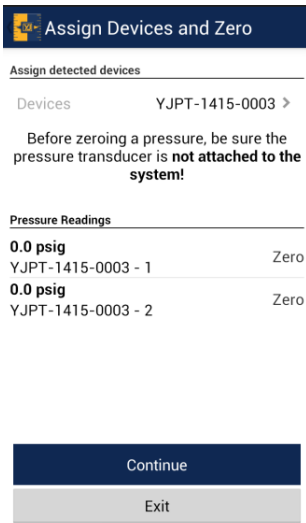 Assign Devices and Zero
Assign detected devices
Devices YJPT-1415-0003 >
Before zeroing a pressure, be sure the
pressure transducer is not attached to the
system!
Pressure Readings
0.0 psig
YJPT-1415-0003 - 1 Zero
0.0 psig
YJPT-1415-0003 - 2 Zero
Continue
Exit